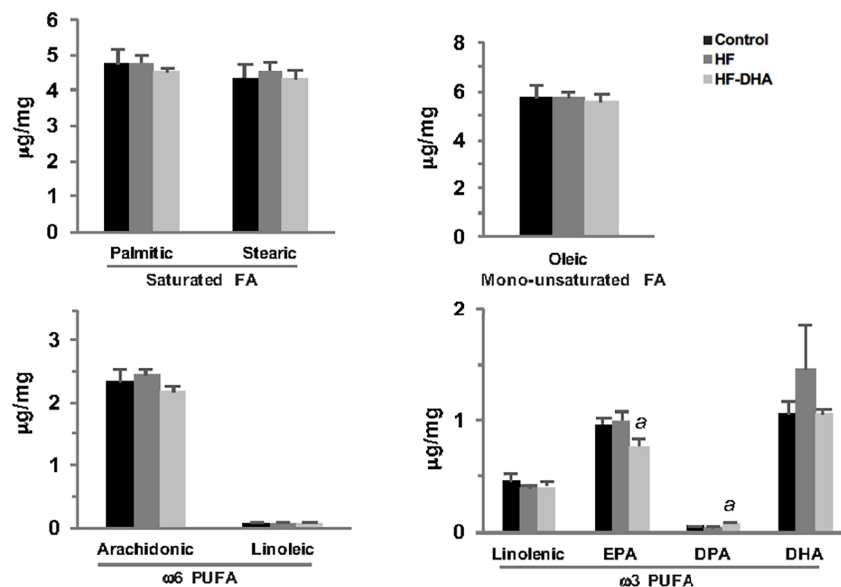 6
5
4
3
2
1
0
μg/mg
Palmitic Stearic
Saturated FA
8
6
4
2
0
μg/mg
Oleic
Mono-unsaturated FA
Control
HF
HF-DHA
3
2
1
0
μg/mg
Arachidonic Linoleic
ω6 PUFA
2
1
0
μg/mg
a
a
Linolenic EPA DPA DHA
ω3 PUFA